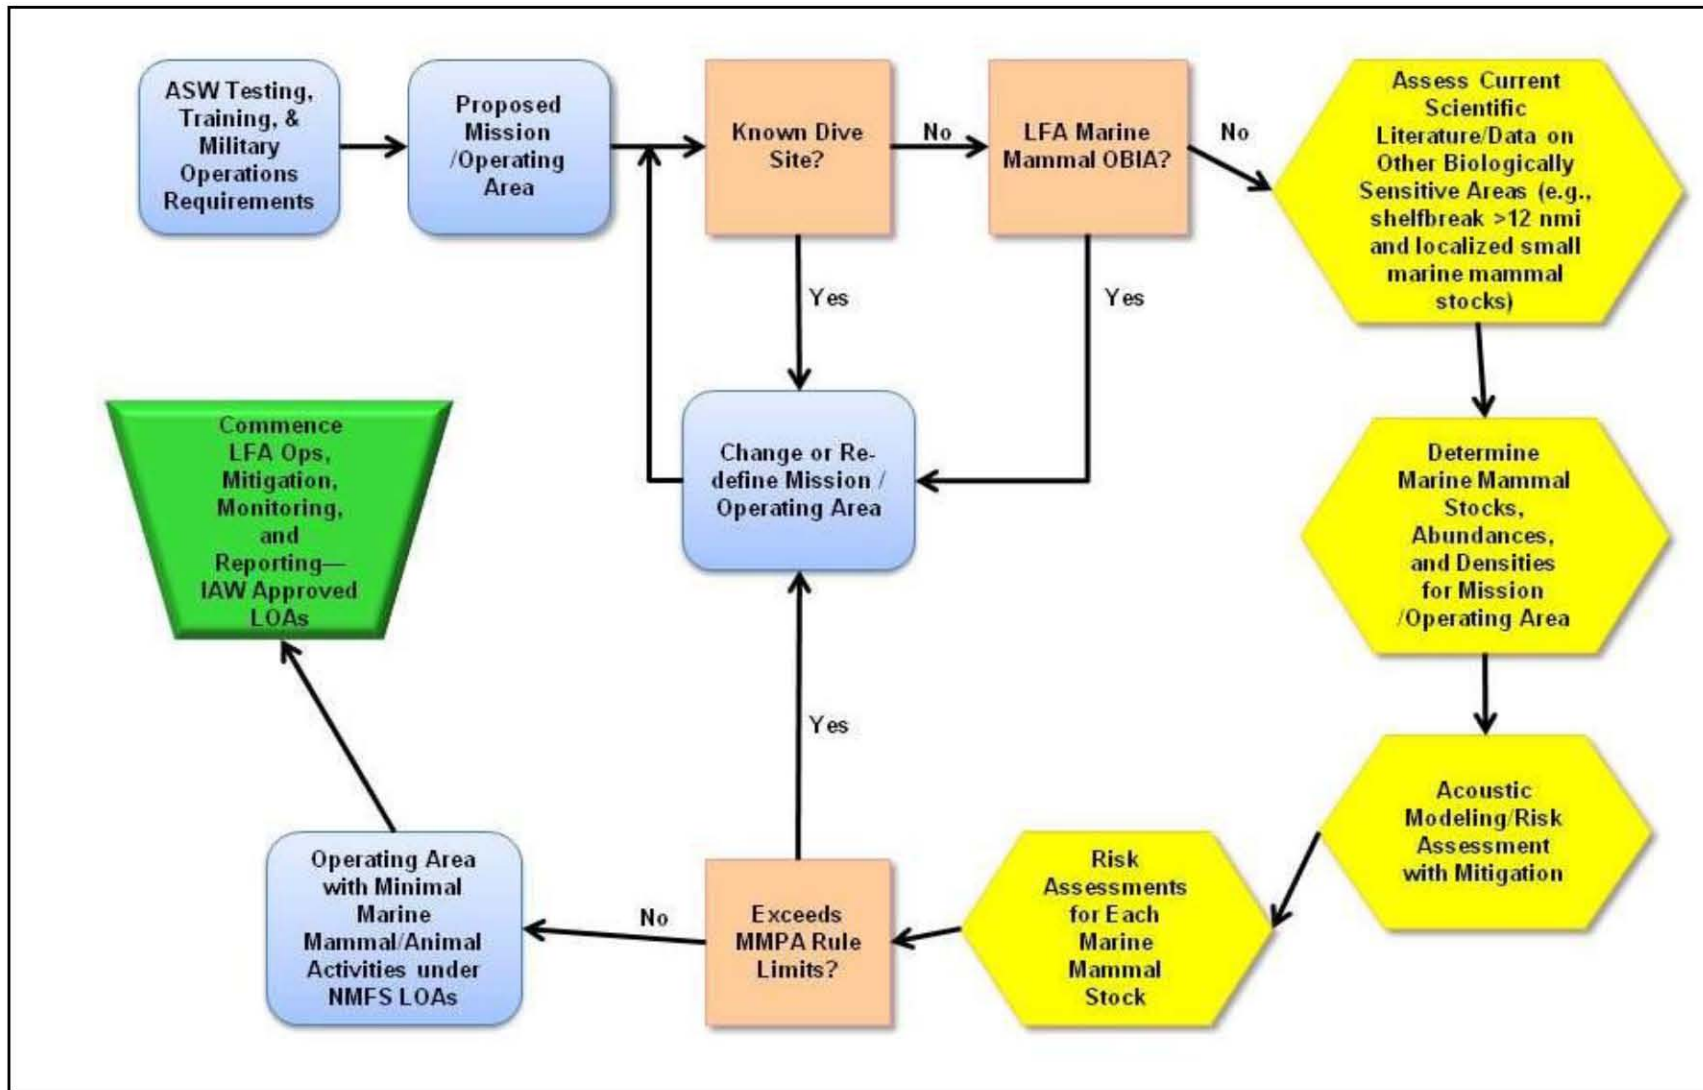 ASW Testing,
Training, &
Military
Operations
Requirements
Proposed
Mission
/Operating
Area
Known Dive
Site?
No
LFA Marine
Mammal OBIA?
No
Assess Current
Scientific
Literature/Data on
Other Biologically
Sensitive Areas (e.g.,
shelfbreak >12 nmi
and localized small
marine mammal
stocks)
Yes
Yes
Change or Re-
define Mission /
Operating Area
Determine
Marine Mammal
Stocks,
Abundances,
and Densities
for Mission
/Operating Area
Acoustic
Modeling/Risk
Assessment
with Mitigation
Risk
Assessments
for Each
Marine
Mammal
Stock
Exceeds
MMPA Rule
Limits?
Yes
No
Operating Area
with Minimal
Marine
Mammal/Animal
Activities under
NMFS LOAs
Commence
LFA Ops,
Mitigation,
Monitoring,
and
Reporting—
IAW Approved
LOAs